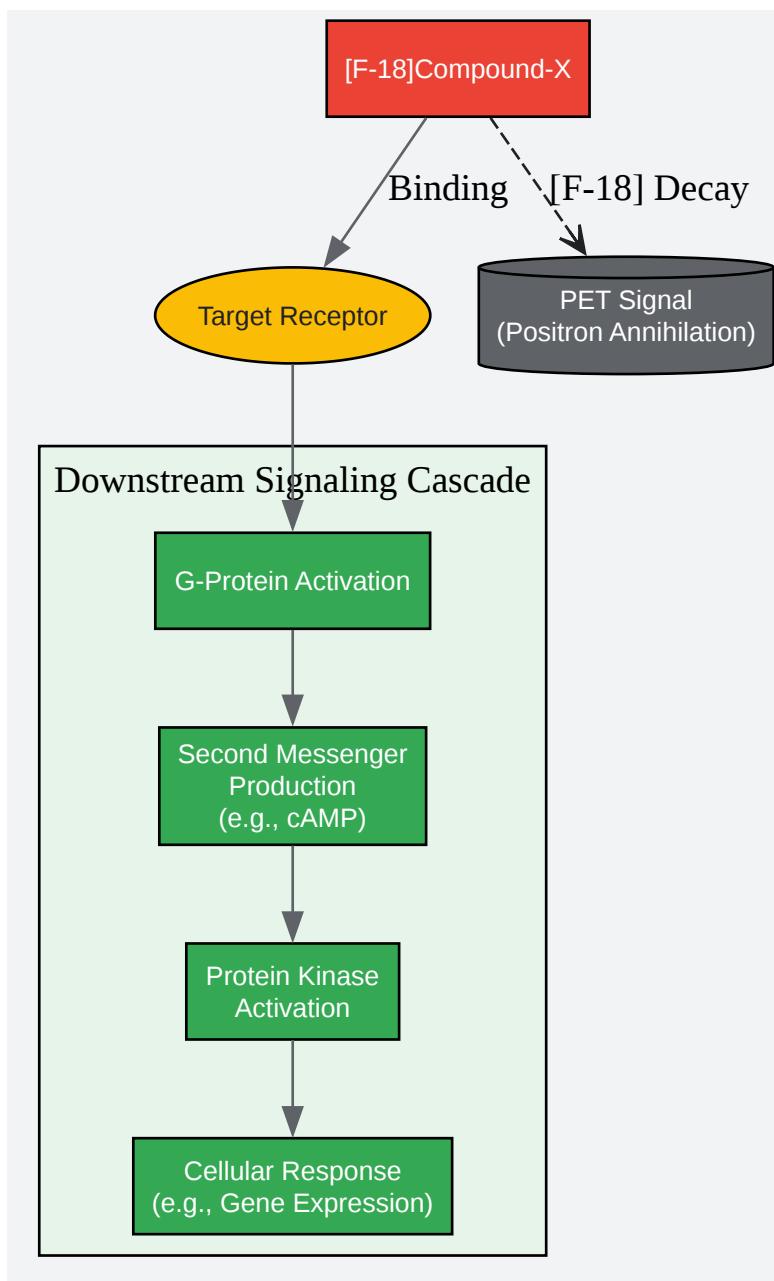 [F-18]Compound-X
Binding
[F-18] Decay
Target Receptor
PET Signal
(Positron Annihilation)
Downstream Signaling Cascade
G-Protein Activation
Second Messenger
Production
(e.g., cAMP)
Protein Kinase
Activation
Cellular Response
(e.g., Gene Expression)